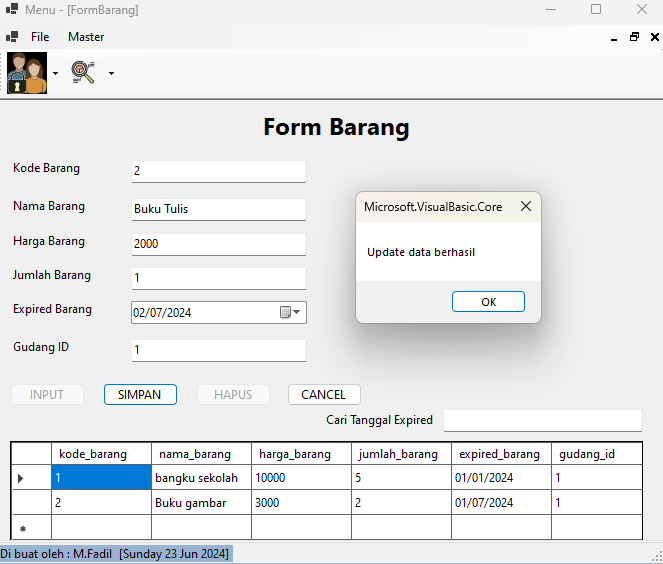 Menu - [FormBarang]
File Master
Form Barang
Kode Barang 2
Nama Barang Buku Tulis
Harga Barang 2000
Jumlah Barang 1
Expired Barang 02/07/2024
Gudang ID 1
Microsoft.VisualBasic.Core
Update data berhasil
OK
INPUT SIMPAN HAPUS CANCEL
Cari Tanggal Expired
kode_barang nama_barang harga_barang jumlah_barang expired_barang gudang_id
1 bangku sekolah 10000 5 01/01/2024 1
2 Buku gambar 3000 2 01/07/2024 1
Di buat oleh : M.Fadil [Sunday 23 Jun 2024]